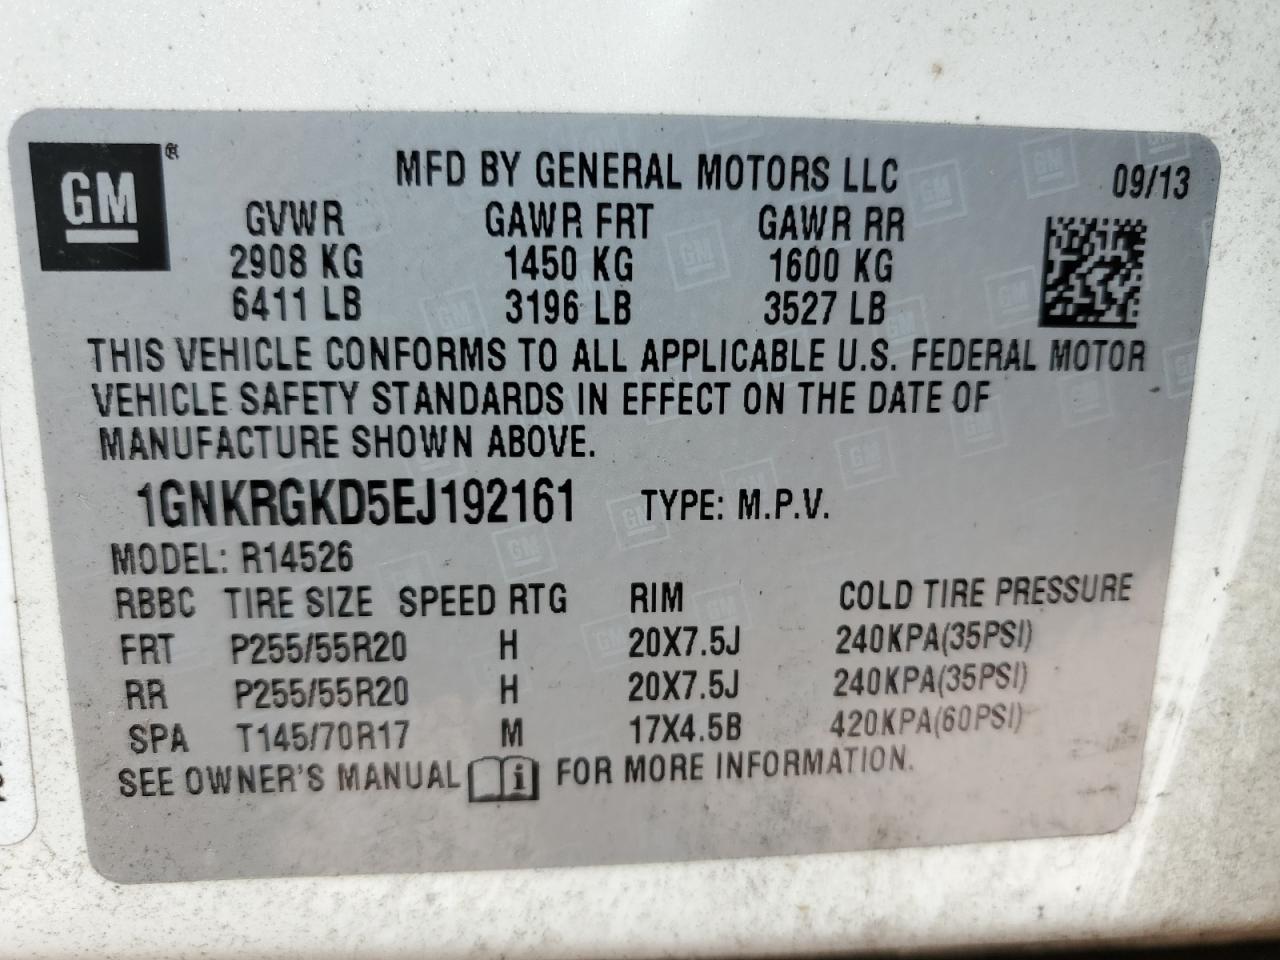 GM®
MFD BY GENERAL MOTORS LLC 09/13
GVWR GAWR FRT GAWR RR
2908 KG 1450 KG 1600 KG
6411 LB 3196 LB 3527 LB
THIS VEHICLE CONFORMS TO ALL APPLICABLE U.S. FEDERAL MOTOR
VEHICLE SAFETY STANDARDS IN EFFECT ON THE DATE OF
MANUFACTURE SHOWN ABOVE.
1GNKRGKD5EJ192161 TYPE: M.P.V.
MODEL: R14526
RBBC TIRE SIZE SPEED RTG RIM COLD TIRE PRESSURE
FRT P255/55R20 H 20X7.5J 240KPA(35PSI)
RR P255/55R20 H 20X7.5J 240KPA(35PSI)
SPA T145/70R17 M 17X4.5B 420KPA(60PSI)
SEE OWNER'S MANUAL i FOR MORE INFORMATION.